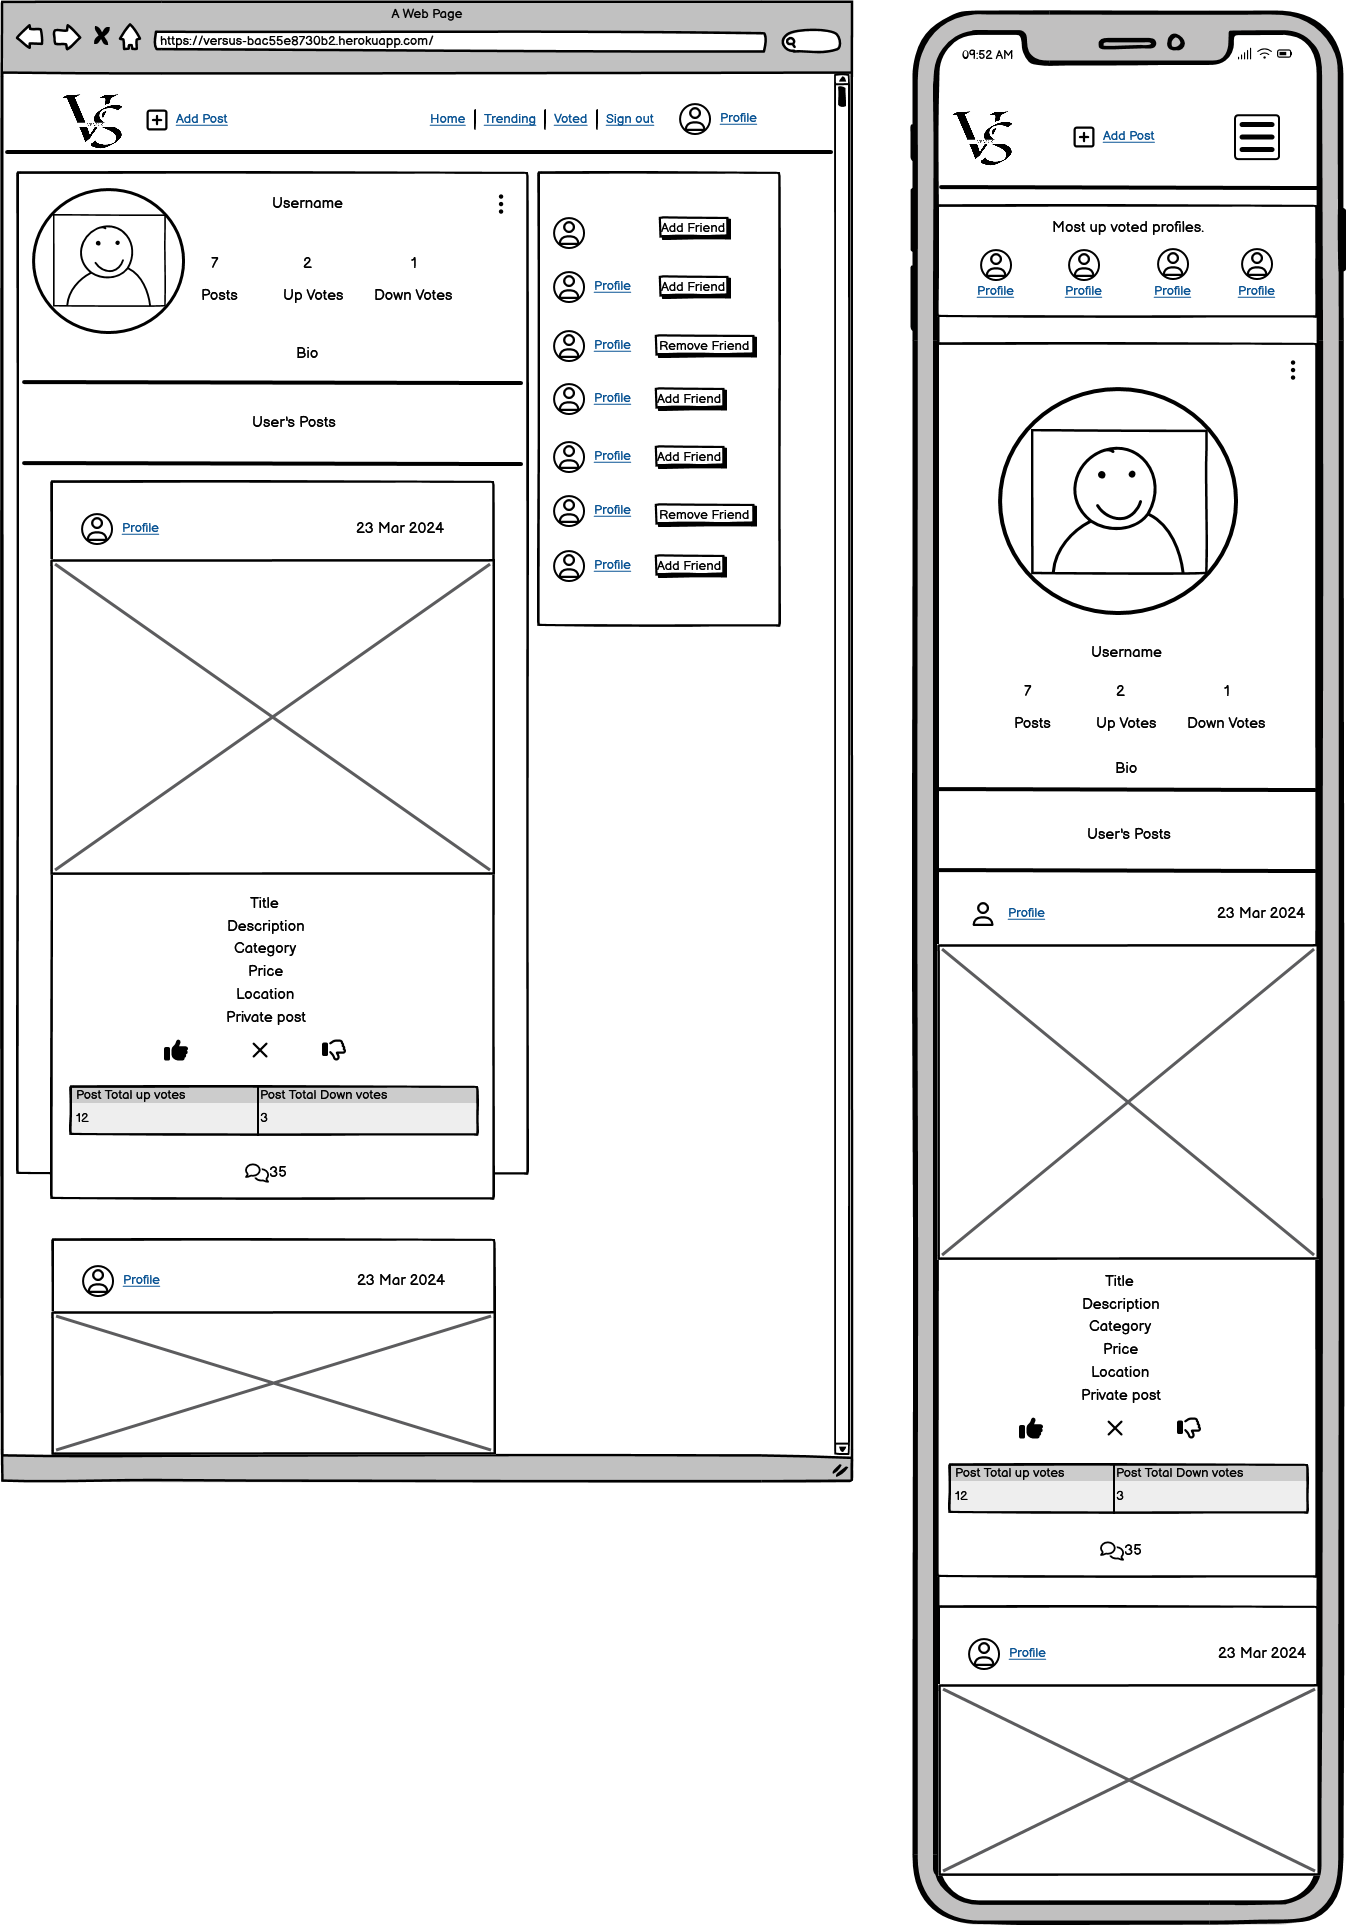 A Web Page
https://versus-bac55e8730b2.herokuapp.com/
VS
Add Post
Home
Trending
Voted
Sign out
Profile
Username
7
2
1
Posts
Up Votes
Down Votes
Bio
User's Posts
Profile
23 Mar 2024
Title
Description
Category
Price
Location
Private post
Post Total up votes
Post Total Down votes
12
3
35
Profile
23 Mar 2024
Add Friend
Profile
Add Friend
Profile
Remove Friend
Profile
Add Friend
Profile
Add Friend
Profile
Remove Friend
Profile
Add Friend
09:52 AM
VS
Add Post
Most up voted profiles.
Profile
Profile
Profile
Profile
Username
7
2
1
Posts
Up Votes
Down Votes
Bio
User's Posts
Profile
23 Mar 2024
Title
Description
Category
Price
Location
Private post
Post Total up votes
Post Total Down votes
12
3
35
Profile
23 Mar 2024